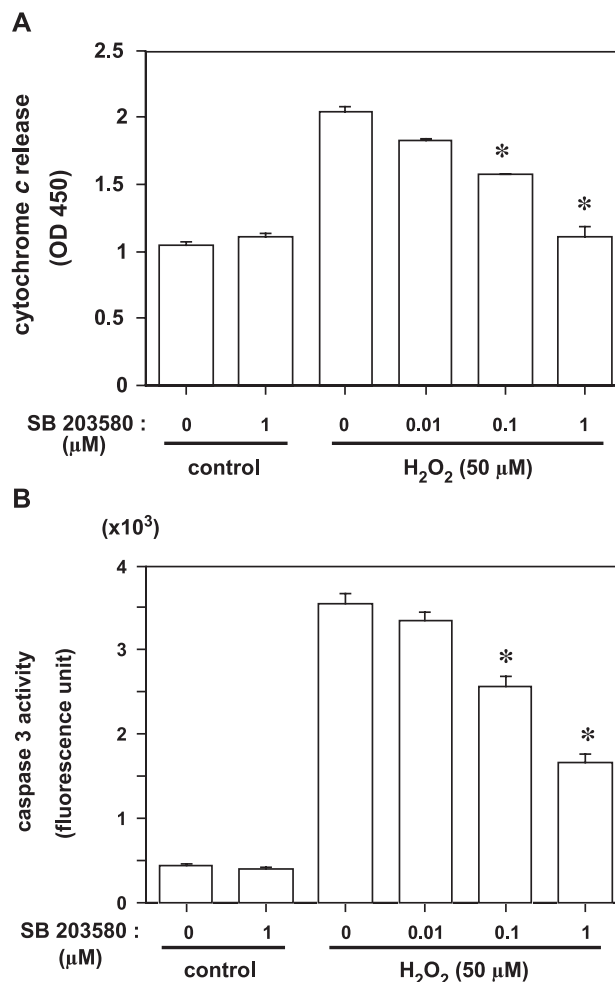 A
cytochrome c release
(OD 450)
2.5
2
1.5
1
0.5
0
*
*
SB 203580 : 0 1 0 0.01 0.1 1
(μM)
control H₂O₂ (50 μM)
B
(x10³)
caspase 3 activity
(fluorescence unit)
4
3
2
1
0
*
*
SB 203580 : 0 1 0 0.01 0.1 1
(μM)
control H₂O₂ (50 μM)